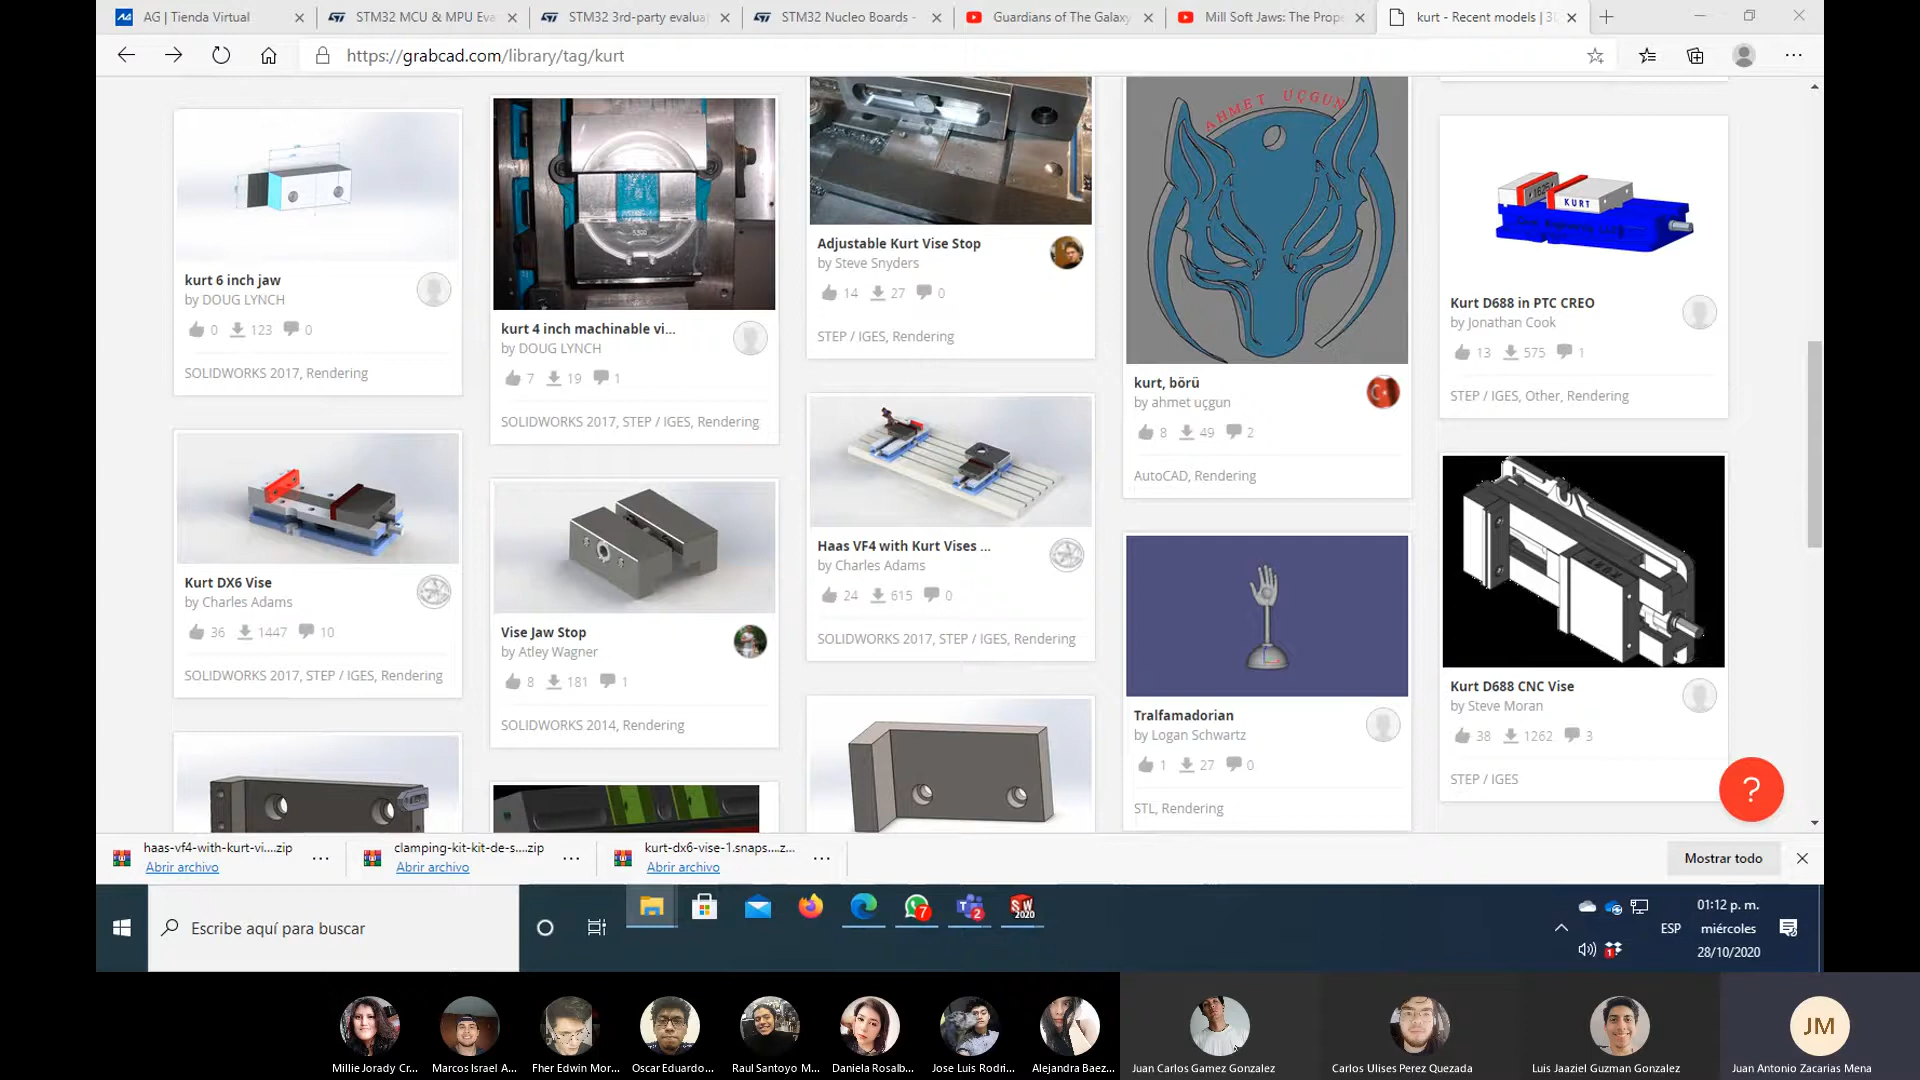 AG | Tienda Virtual
STM32 MCU & MPU Eva
STM32 3rd-party evalua
STM32 Nucleo Boards -
Guardians of The Galaxy
Mill Soft Jaws: The Prope
kurt - Recent models | 3D
https://grabcad.com/library/tag/kurt
kurt 6 inch jaw
by DOUG LYNCH
0 123 0
SOLIDWORKS 2017, Rendering
Kurt DX6 Vise
by Charles Adams
36 1447 10
SOLIDWORKS 2017, STEP / IGES, Rendering
kurt 4 inch machinable vi...
by DOUG LYNCH
7 19 1
SOLIDWORKS 2017, STEP / IGES, Rendering
Vise Jaw Stop
by Atley Wagner
8 181 1
SOLIDWORKS 2014, Rendering
Adjustable Kurt Vise Stop
by Steve Snyders
14 27 0
STEP / IGES, Rendering
Haas VF4 with Kurt Vises ...
by Charles Adams
24 615 0
SOLIDWORKS 2017, STEP / IGES, Rendering
AHMET UÇGUN
kurt, börü
by ahmet uçgun
8 49 2
AutoCAD, Rendering
Tralfamadorian
by Logan Schwartz
1 27 0
STL, Rendering
KURT
Kurt D688 in PTC CREO
by Jonathan Cook
13 575 1
STEP / IGES, Other, Rendering
Kurt D688 CNC Vise
by Steve Moran
38 1262 3
STEP / IGES
?
haas-vf4-with-kurt-vi....zip
Abrir archivo
clamping-kit-kit-de-s....zip
Abrir archivo
kurt-dx6-vise-1.snaps....z...
Abrir archivo
Mostrar todo
Escribe aquí para buscar
7
2
SW
2020
ESP
01:12 p. m.
miércoles
28/10/2020
1
JM
Millie Jorady Cr...
Marcos Israel A...
Fher Edwin Mor...
Oscar Eduardo...
Raul Santoyo M...
Daniela Rosalb...
Jose Luis Rodri...
Alejandra Baez...
Juan Carlos Gamez Gonzalez
Carlos Ulises Perez Quezada
Luis Jaaziel Guzman Gonzalez
Juan Antonio Zacarias Mena